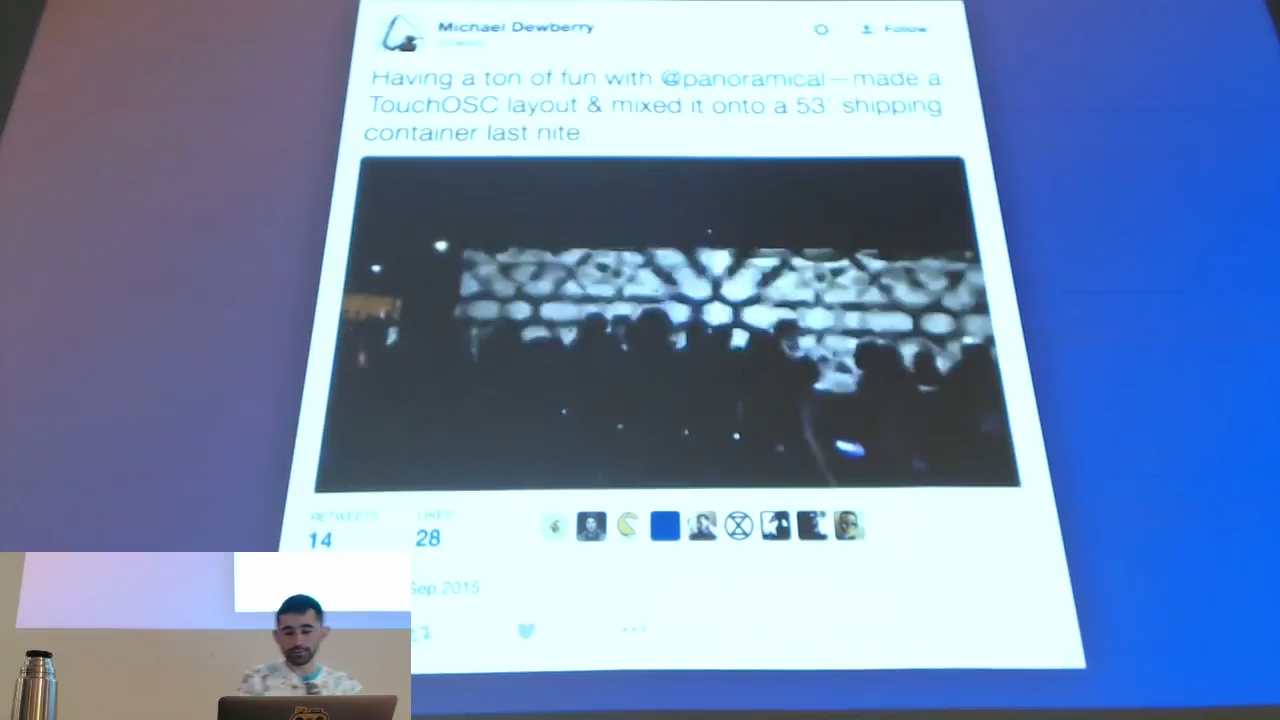 Michael Dewberry
Follow
Having a ton of fun with @panoramical—made a
TouchOSC layout & mixed it onto a 53' shipping
container last nite.
RETWEETS
LIKES
14
28
Sep 2015